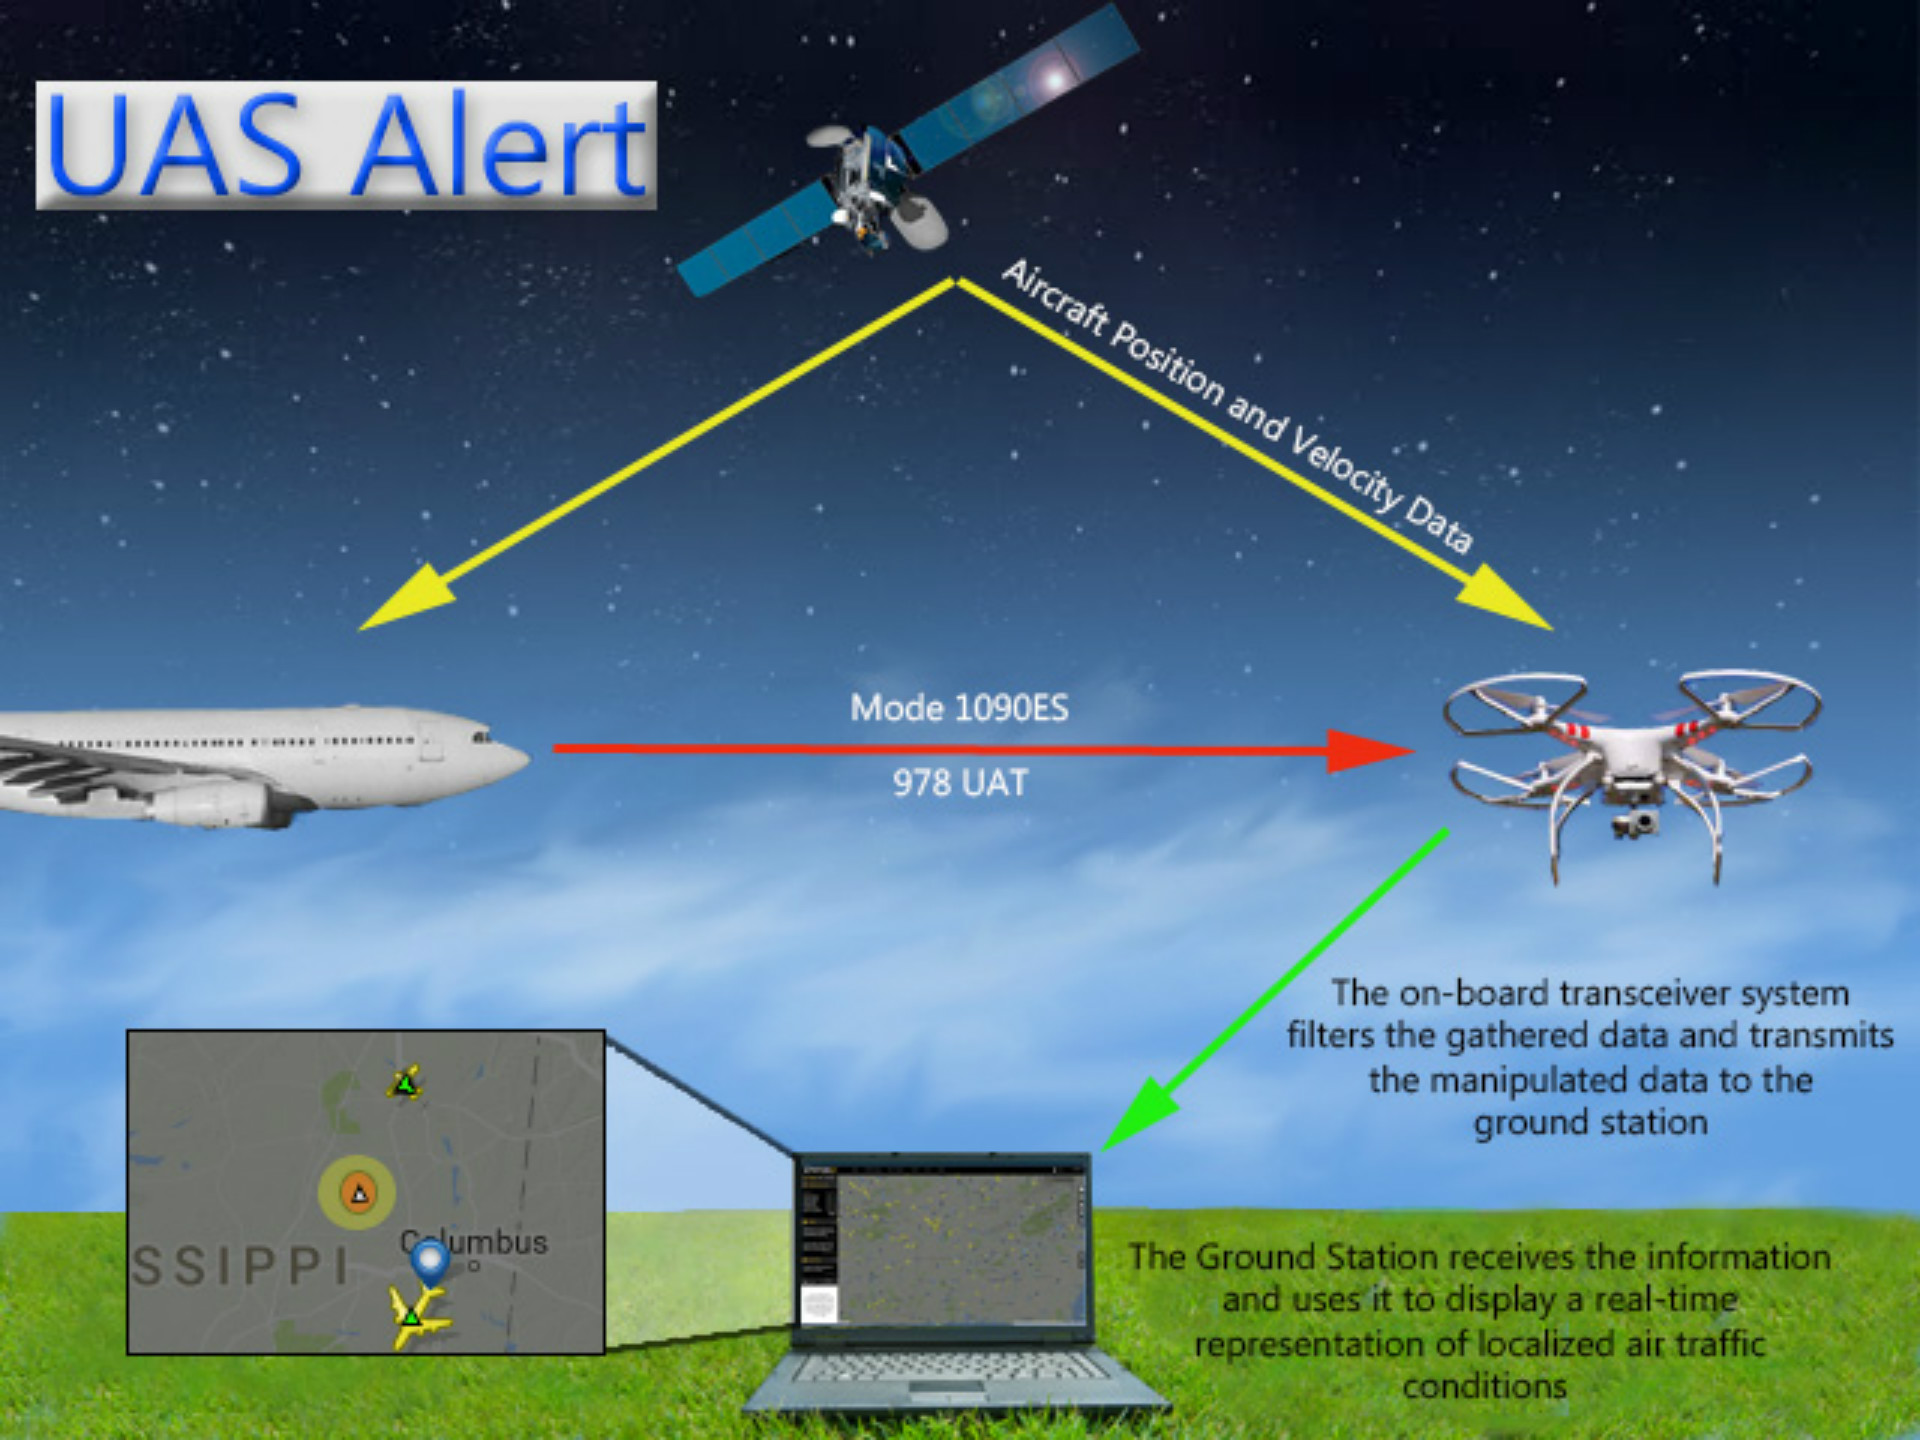 UAS Alert
Aircraft Position and Velocity Data
Mode 1090ES
978 UAT
The on-board transceiver system
filters the gathered data and transmits
the manipulated data to the
ground station
SSIPPI
Columbus
The Ground Station receives the information
and uses it to display a real-time
representation of localized air traffic
conditions